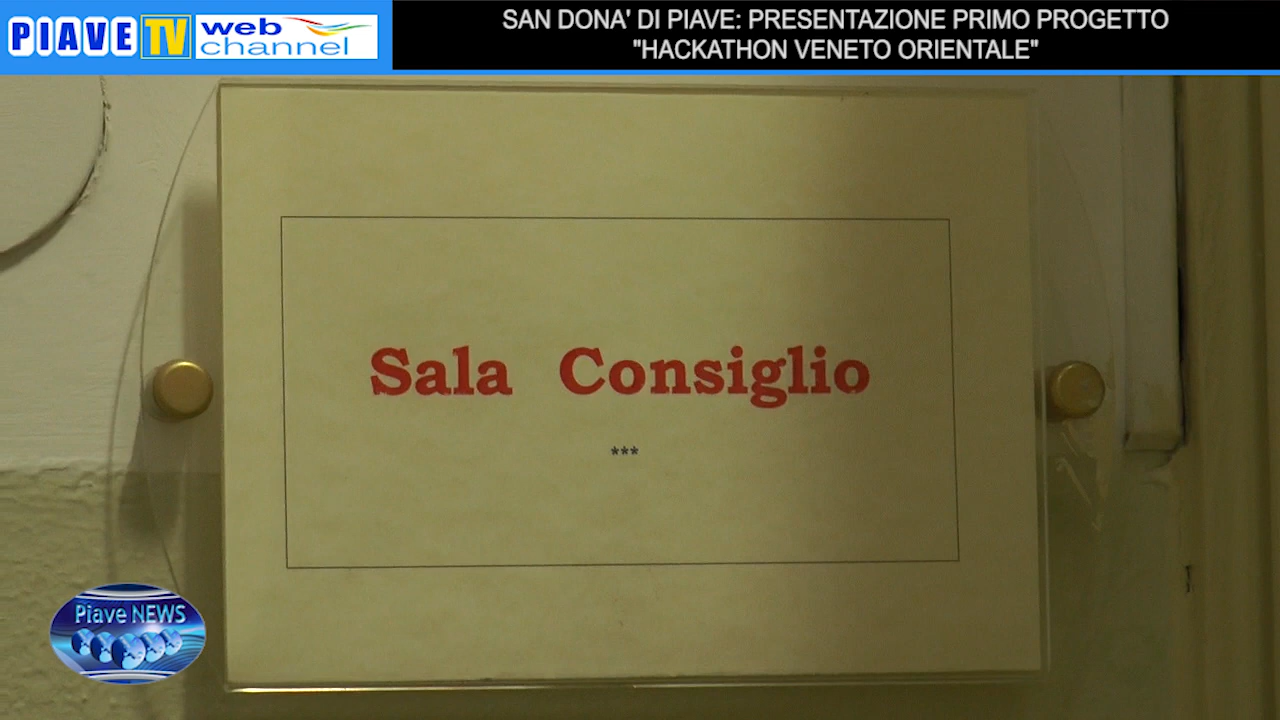 PIAVE TV web channel
SAN DONA' DI PIAVE: PRESENTAZIONE PRIMO PROGETTO
"HACKATHON VENETO ORIENTALE"
Sala Consiglio
***
Piave NEWS